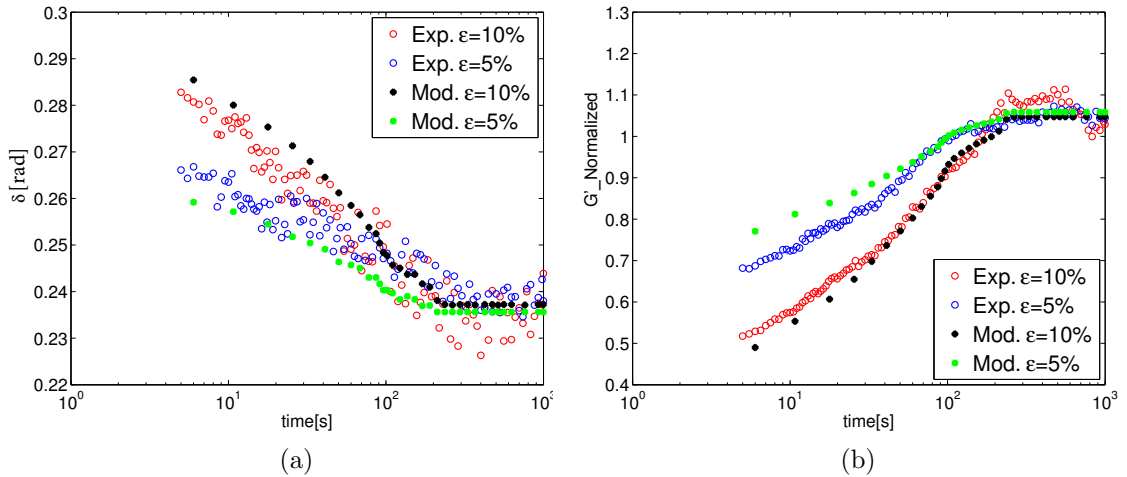 0.3
0.29
0.28
0.27
0.26
0.25
0.24
0.23
0.22
δ [rad]
Exp. ε=10%
Exp. ε=5%
Mod. ε=10%
Mod. ε=5%
10^0 10^1 10^2 10^3
time[s]
(a)
1.3
1.2
1.1
1
0.9
0.8
0.7
0.6
0.5
0.4
G'_Normalized
Exp. ε=10%
Exp. ε=5%
Mod. ε=10%
Mod. ε=5%
10^0 10^1 10^2 10^3
time[s]
(b)